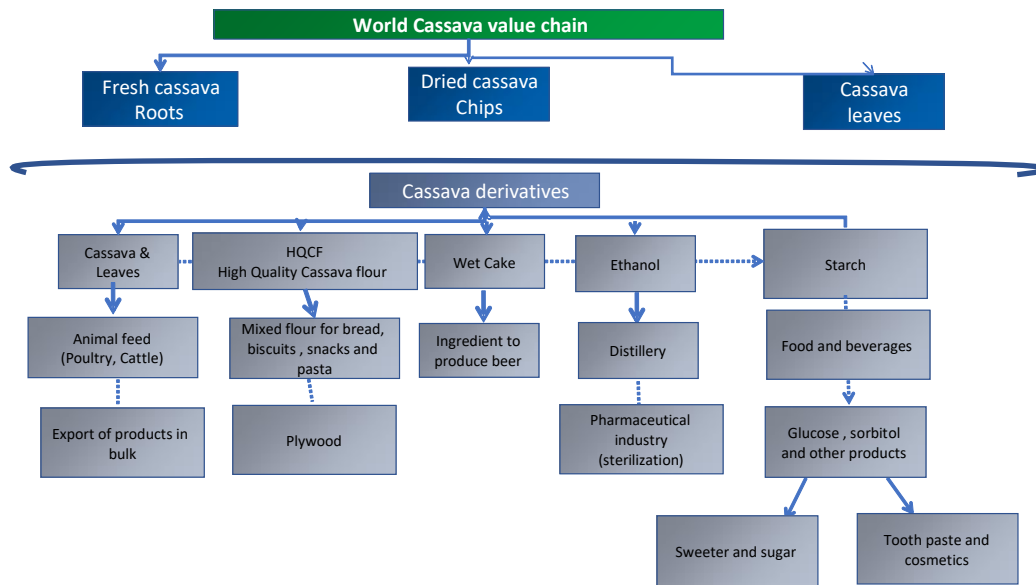 World Cassava value chain
Fresh cassava
Roots
Dried cassava
Chips
Cassava
leaves
Cassava derivatives
Cassava &
Leaves
HQCF
High Quality Cassava flour
Wet Cake
Ethanol
Starch
Animal feed
(Poultry, Cattle)
Mixed flour for bread,
biscuits , snacks and
pasta
Ingredient to
produce beer
Distillery
Food and beverages
Export of products in
bulk
Plywood
Pharmaceutical
industry
(sterilization)
Glucose , sorbitol
and other products
Sweeter and sugar
Tooth paste and
cosmetics